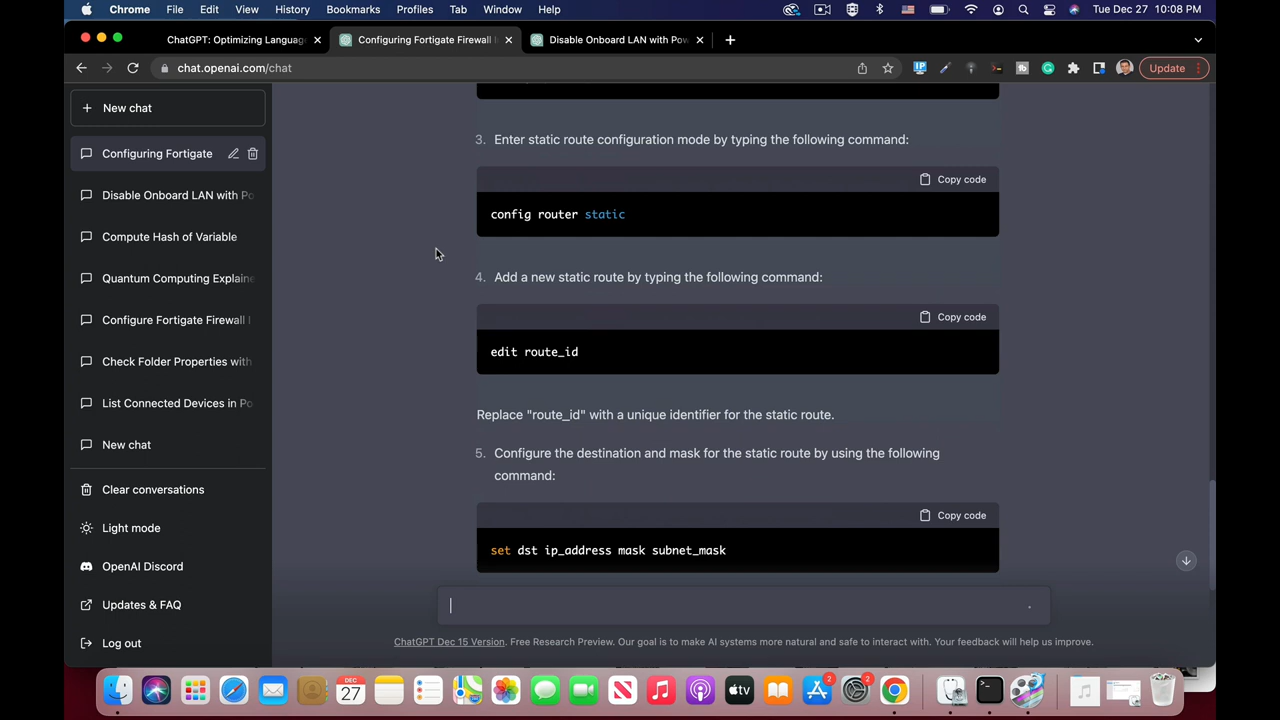 Chrome File Edit View History Bookmarks Profiles Tab Window Help Tue Dec 27 10:08 PM
ChatGPT: Optimizing Language Configuring Fortigate Firewall Disable Onboard LAN with Pow
chat.openai.com/chat Update
New chat
Configuring Fortigate
Disable Onboard LAN with Po
Compute Hash of Variable
Quantum Computing Explaine
Configure Fortigate Firewall
Check Folder Properties with
List Connected Devices in Po
New chat
Clear conversations
Light mode
OpenAI Discord
Updates & FAQ
Log out
3. Enter static route configuration mode by typing the following command:
Copy code
config router static
4. Add a new static route by typing the following command:
Copy code
edit route_id
Replace "route_id" with a unique identifier for the static route.
5. Configure the destination and mask for the static route by using the following
command:
Copy code
set dst ip_address mask subnet_mask
ChatGPT Dec 15 Version. Free Research Preview. Our goal is to make AI systems more natural and safe to interact with. Your feedback will help us improve.
DEC
27
tv
2
2